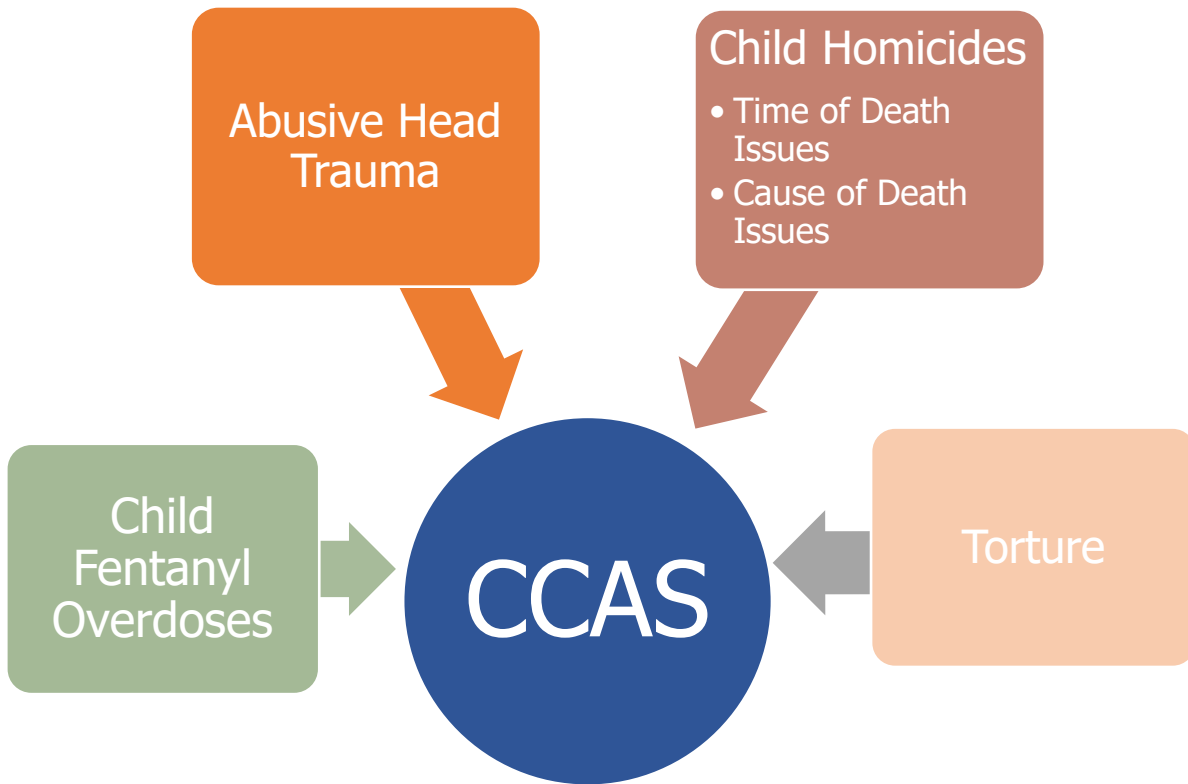 Abusive Head
Trauma
Child Homicides
• Time of Death
Issues
• Cause of Death
Issues
Child
Fentanyl
Overdoses
CCAS
Torture